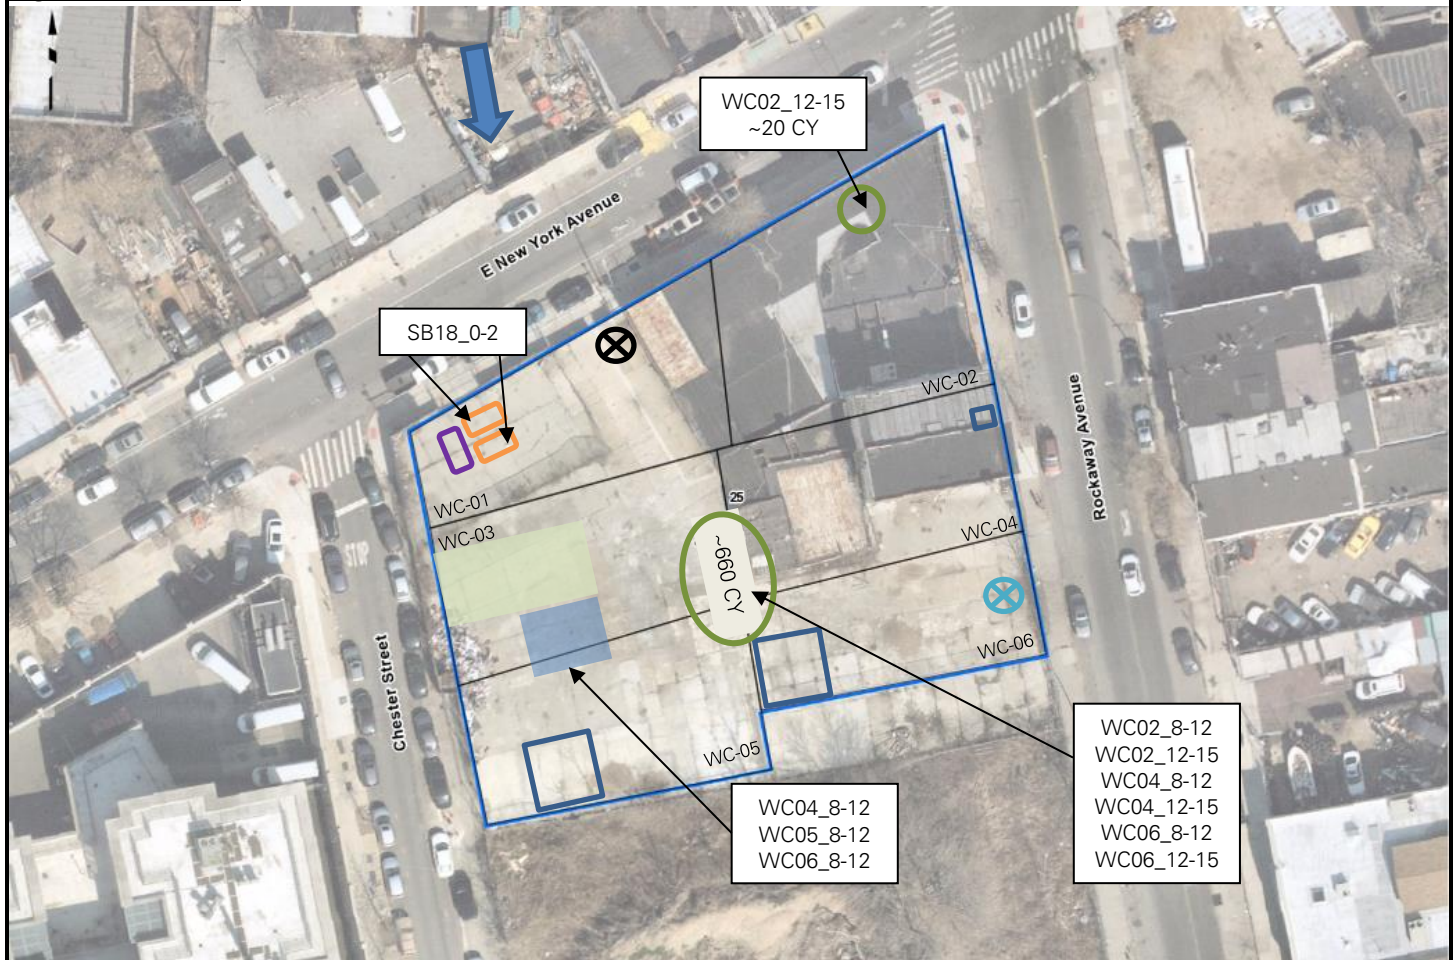 WC02_12-15
~20 CY
E New York Avenue
SB18_0-2
WC-02
WC-01
WC-03
25
WC-04
~660 CY
Rockaway Avenue
STOP
Chester Street
WC-06
WC-05
WC04_8-12
WC05_8-12
WC06_8-12
WC02_8-12
WC02_12-15
WC04_8-12
WC04_12-15
WC06_8-12
WC06_12-15